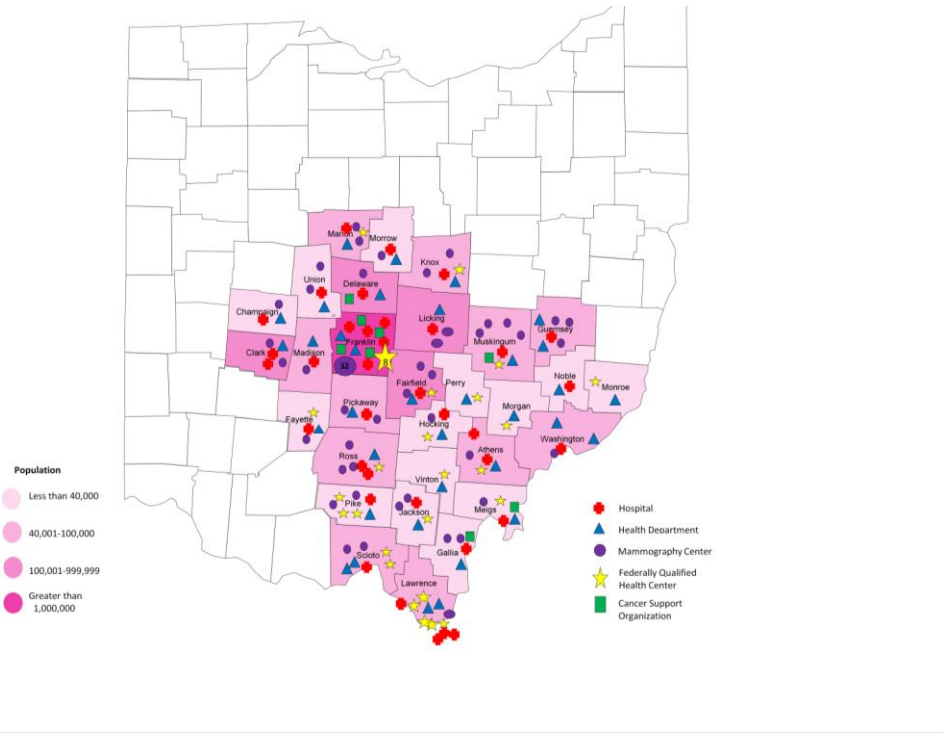 Marion
Morrow
Knox
Union
Delaware
Champaign
Licking
Guernsey
Franklin
Muskingum
Clark
Madison
32
8
Noble
Fairfield
Perry
Monroe
Pickaway
Morgan
Fayette
Hocking
Washington
Athens
Ross
Vinton
Population
Less than 40,000
40,001-100,000
100,001-999,999
Greater than
1,000,000
Pike
Jackson
Meigs
Gallia
Scioto
Lawrence
Hospital
Health Department
Mammography Center
Federally Qualified
Health Center
Cancer Support
Organization